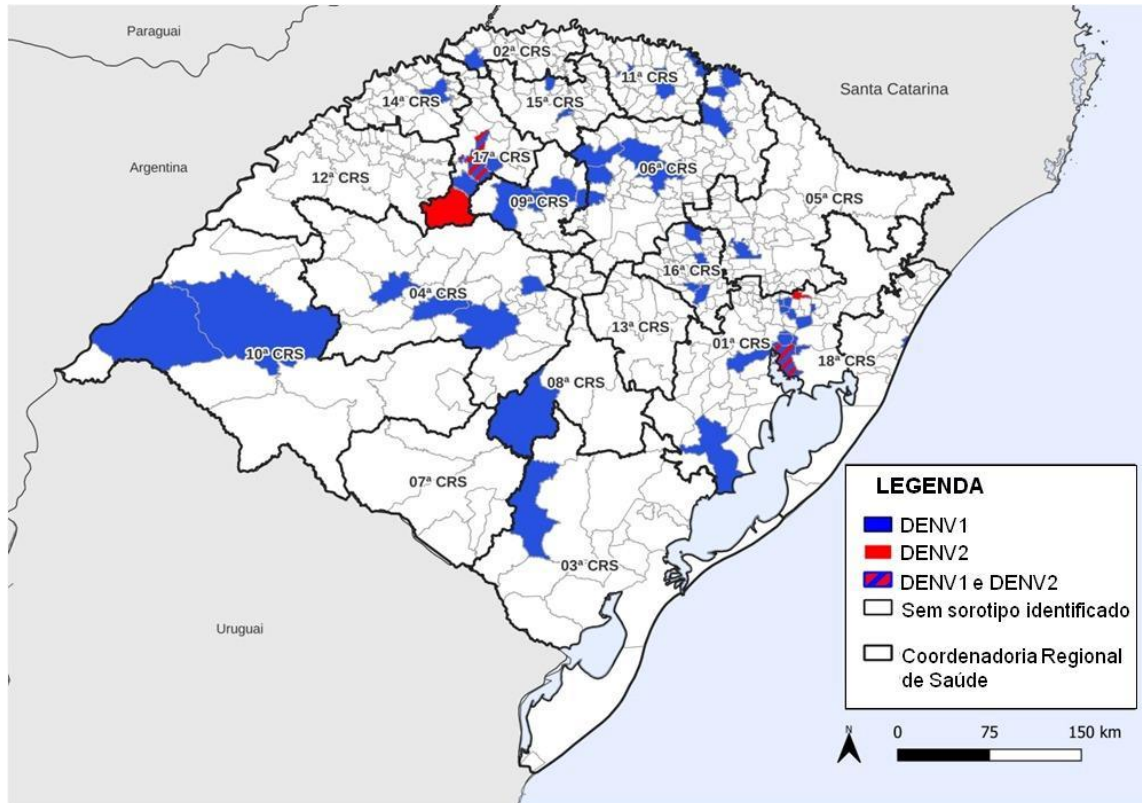 Paraguai
02ª CRS
11ª CRS
Santa Catarina
14ª CRS
15ª CRS
Argentina
17ª CRS
12ª CRS
06ª CRS
05ª CRS
09ª CRS
16ª CRS
04ª CRS
13ª CRS
01ª CRS
10ª CRS
18ª CRS
08ª CRS
07ª CRS
03ª CRS
Uruguai
LEGENDA
DENV1
DENV2
DENV1 e DENV2
Sem sorotipo identificado
Coordenadoria Regional
de Saúde
N
0 75 150 km